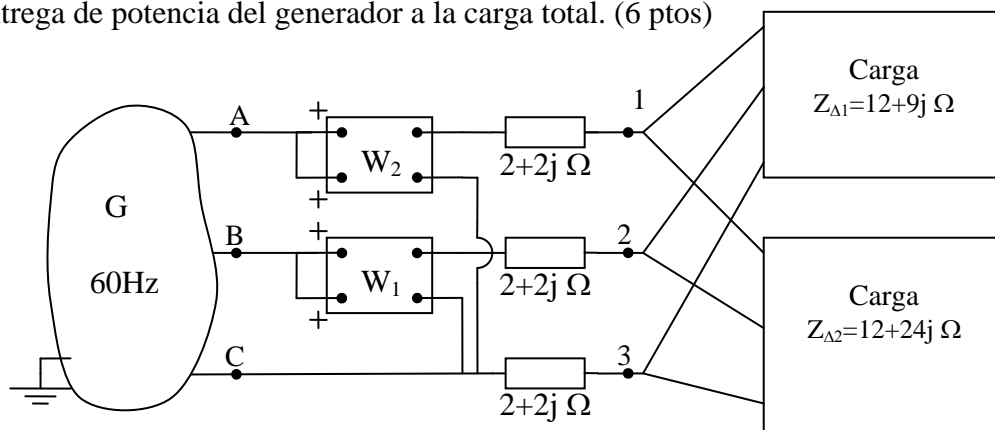 trega de potencia del generador a la carga total. (6 ptos)
Carga
Z∆1=12+9j Ω
A
+
+
W2
2+2j Ω
1
G
60Hz
B
+
+
W1
2+2j Ω
2
Carga
Z∆2=12+24j Ω
C
2+2j Ω
3